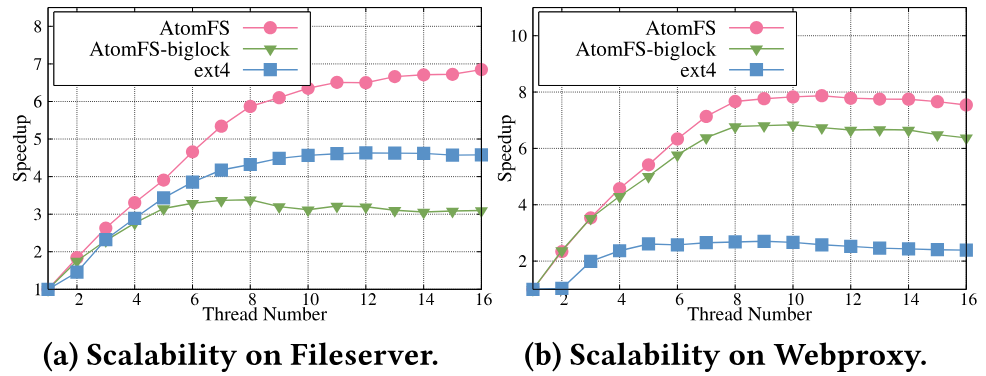 AtomFS
AtomFS-biglock
ext4
Speedup
8
7
6
5
4
3
2
1
2 4 6 8 10 12 14 16
Thread Number
(a) Scalability on Fileserver.
AtomFS
AtomFS-biglock
ext4
Speedup
10
8
6
4
2
2 4 6 8 10 12 14 16
Thread Number
(b) Scalability on Webproxy.